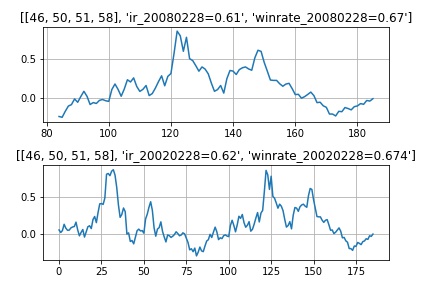 [[46, 50, 51, 58], 'ir_20080228=0.61', 'winrate_20080228=0.67']
0.5
0.0
80 100 120 140 160 180
[[46, 50, 51, 58], 'ir_20020228=0.62', 'winrate_20020228=0.674']
0.5
0.0
0 25 50 75 100 125 150 175